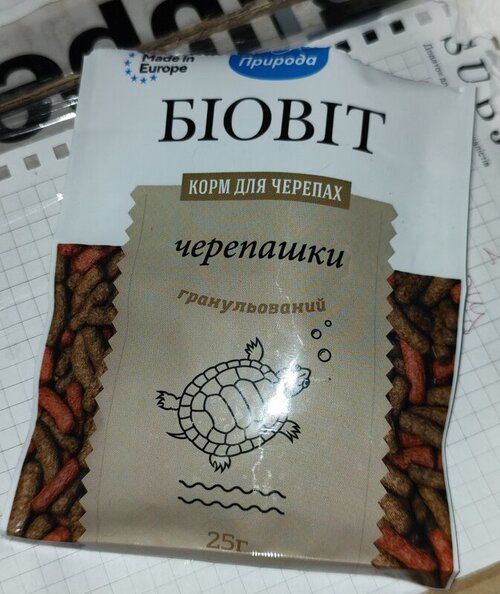 Made in
Europe
Природа
БІОВІТ
КОРМ ДЛЯ ЧЕРЕПАХ
черепашки
гранульований
25г